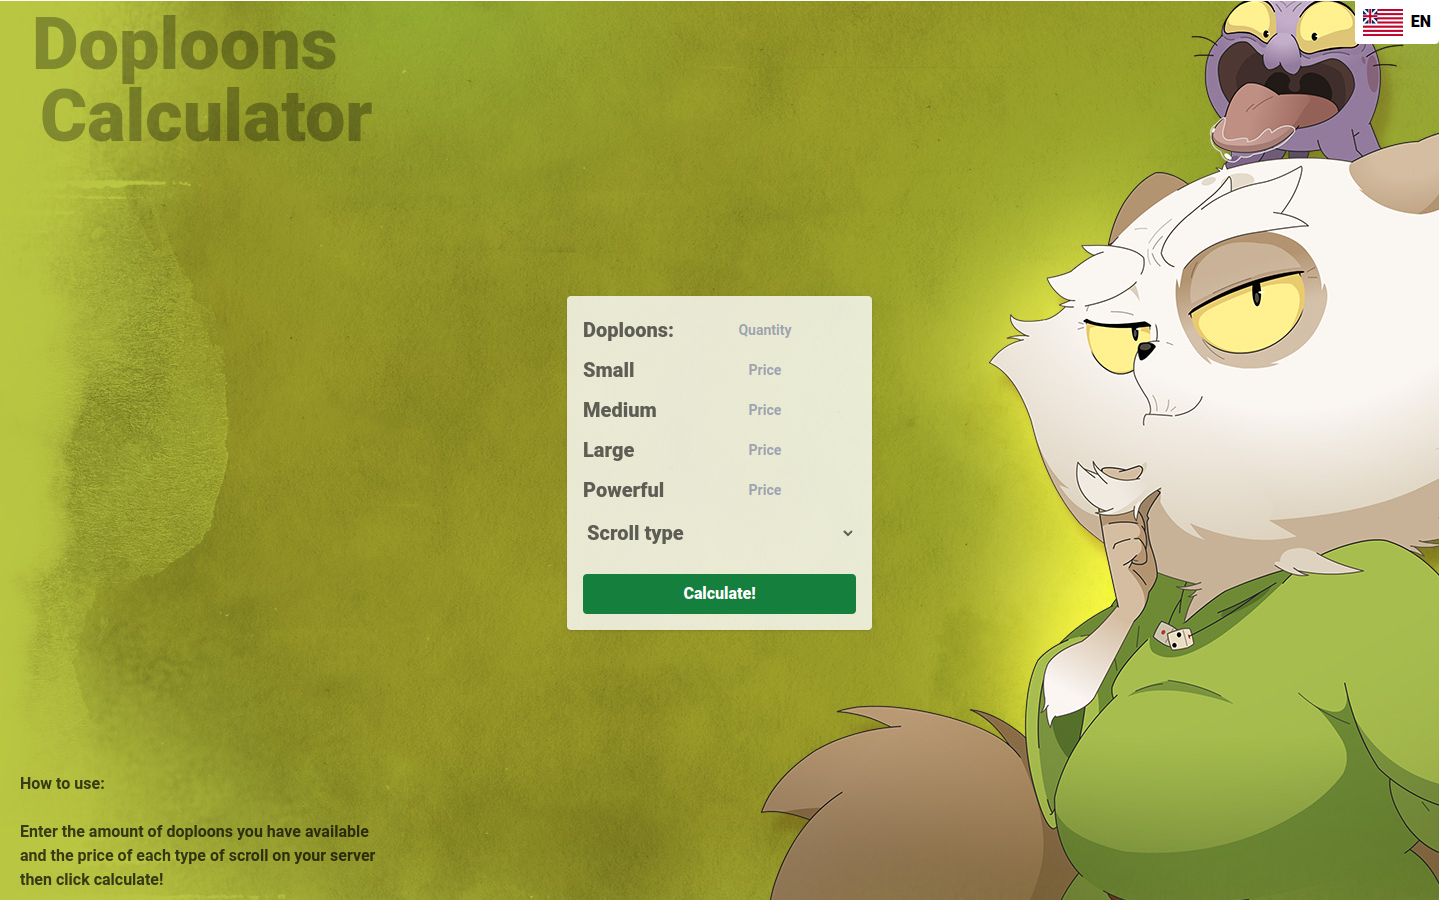 Doploons
Calculator
EN
Doploons: Quantity
Small Price
Medium Price
Large Price
Powerful Price
Scroll type
Calculate!
How to use:
Enter the amount of doploons you have available
and the price of each type of scroll on your server
then click calculate!